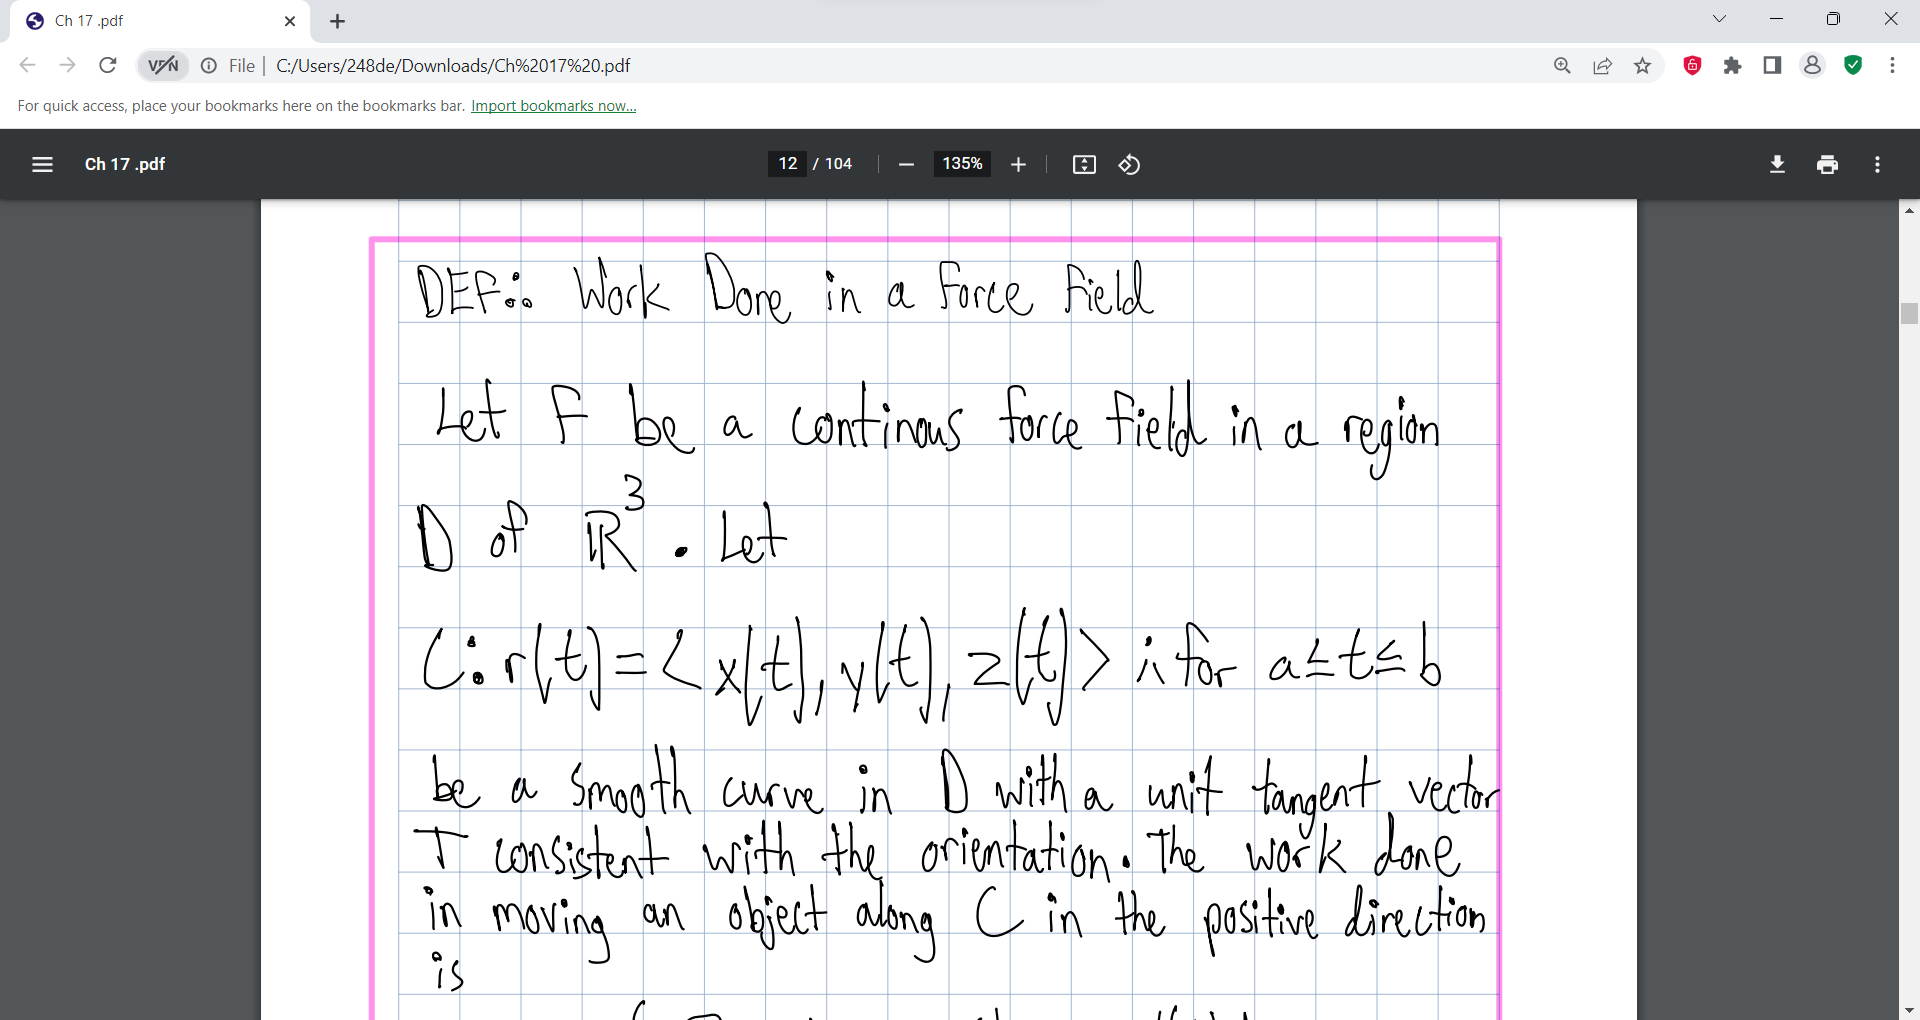 Ch 17 .pdf
VPN File C:/Users/248de/Downloads/Ch%2017%20.pdf
For quick access, place your bookmarks here on the bookmarks bar. Import bookmarks now...
Ch 17 .pdf 12 / 104 135%
DEF:. Work Done in a Force Field
Let F be a continous force field in a region
D of ℝ³. Let
C: r(t)=<x(t), y(t), z(t)> ; for a≤t≤b
be a smooth curve in D with a unit tangent vector
T consistent with the orientation. The work done
in moving an object along C in the positive direction
is